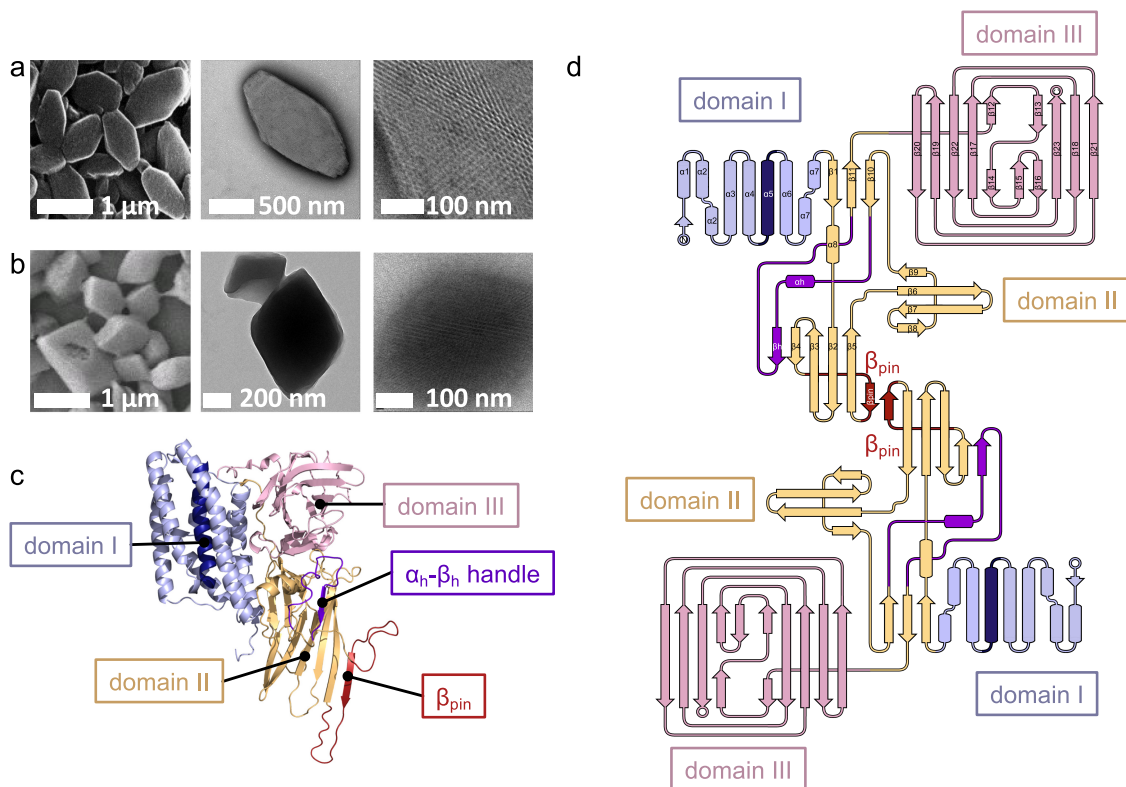 a
1 µm
500 nm
100 nm
b
1 µm
200 nm
100 nm
c
domain I
domain III
αh-βh handle
domain II
βpin
d
domain III
domain I
β20
β19
β22
β17
β12
β13
β23
β18
β21
β14
β15
β16
α1
α2
α2
α3
α4
α5
α6
α7
α7
β1
β11
β10
α8
αh
β9
β6
β7
β8
domain II
βh
β4
β3
β2
β5
βpin
βpin
βpin
domain II
domain I
domain III